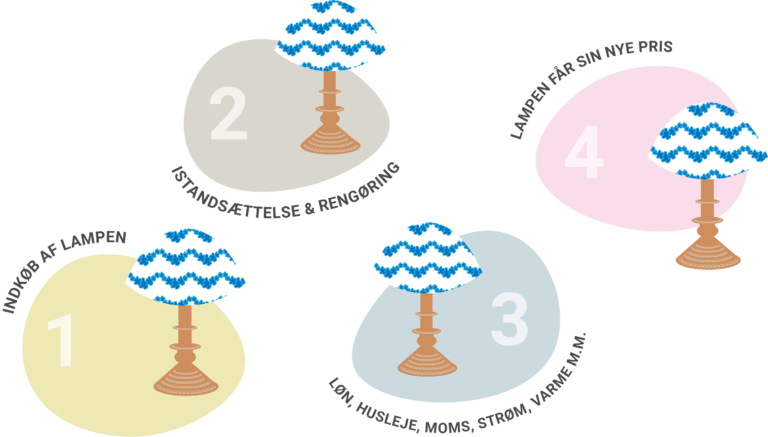 INDKØB AF LAMPEN
1
2
ISTANDSÆTTELSE & RENGØRING
3
LØN, HUSLEJE, MOMS, STRØM, VARME M.M.
LAMPEN FÅR SIN NYE PRIS
4